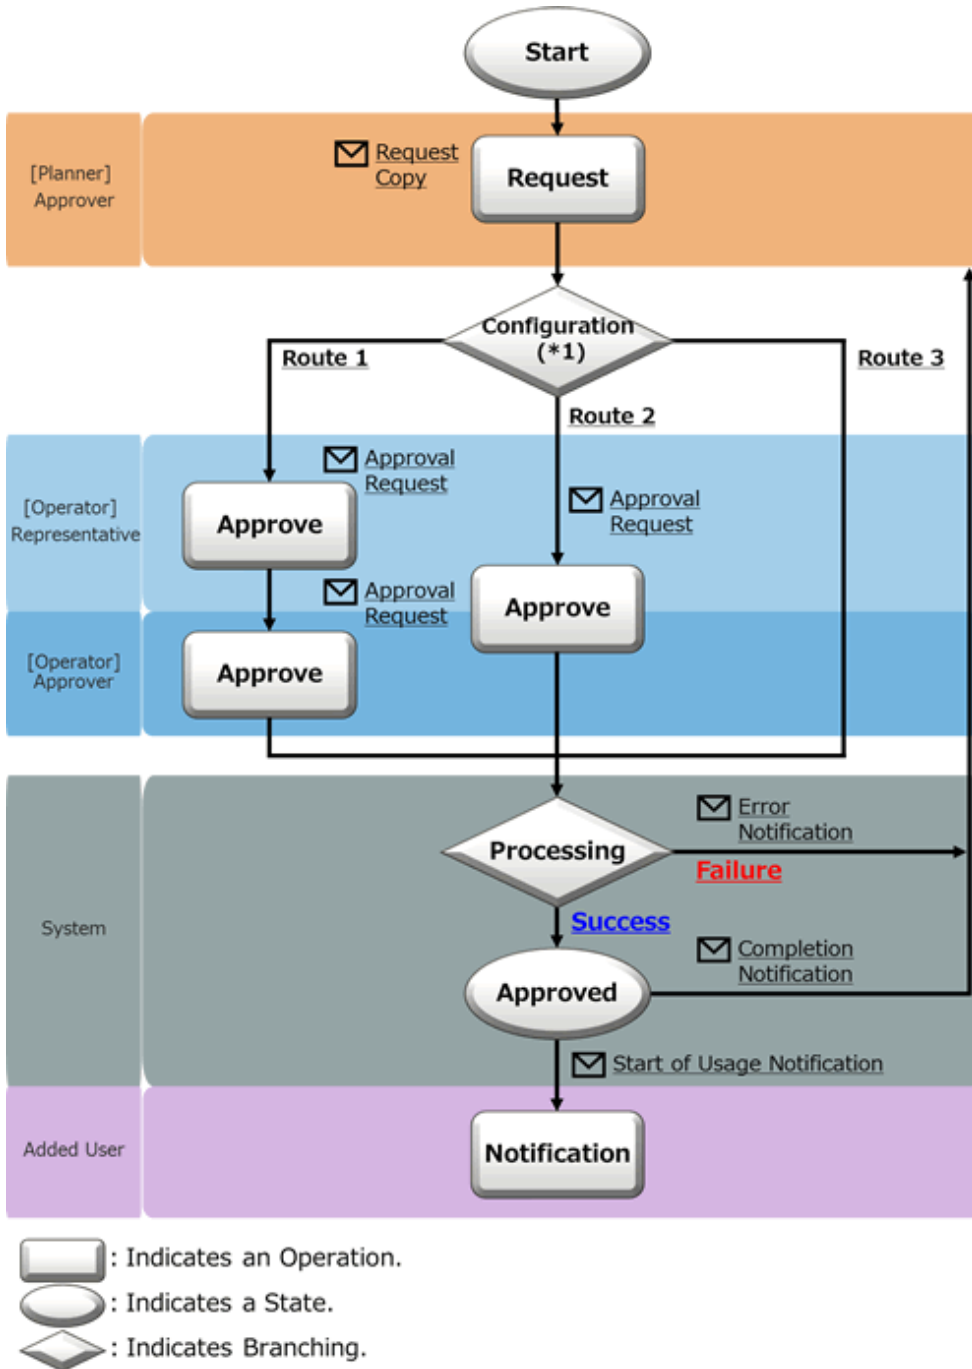 Start
[Planner]
Approver
Request
Copy
Request
Configuration
(*1)
Route 1
Route 2
Route 3
[Operator]
Representative
Approval
Request
Approve
Approval
Request
Approval
Request
Approve
[Operator]
Approver
Approve
System
Processing
Error
Notification
Failure
Success
Completion
Notification
Approved
Start of Usage Notification
Added User
Notification
: Indicates an Operation.
: Indicates a State.
: Indicates Branching.